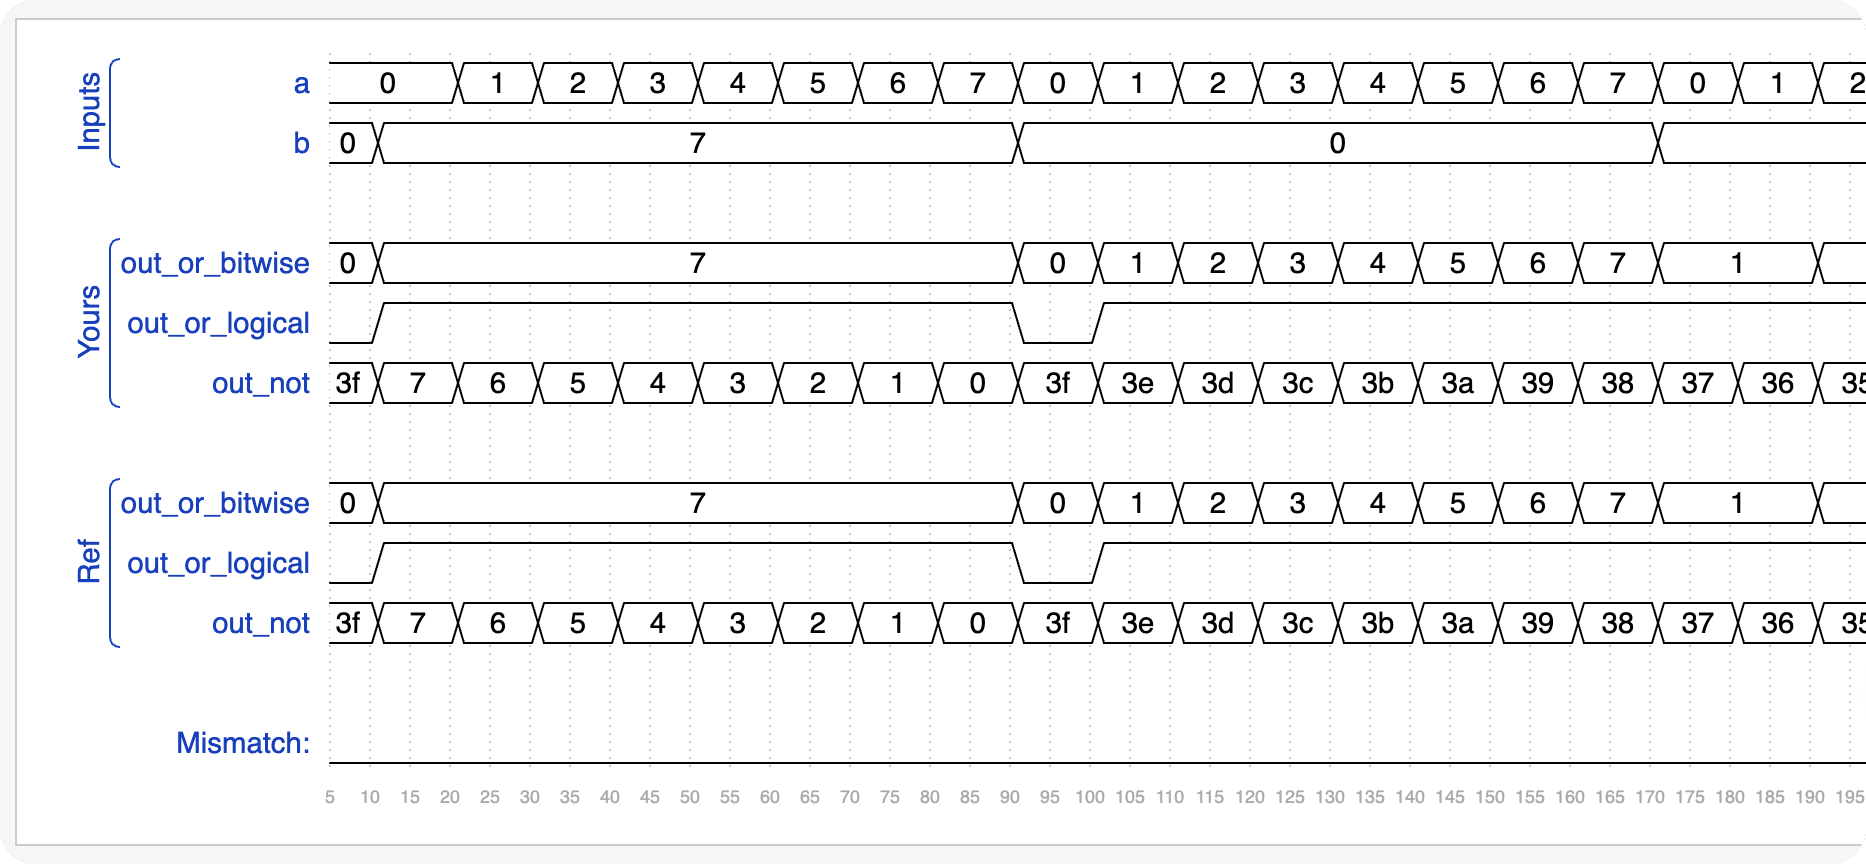 Inputs
a 0 1 2 3 4 5 6 7 0 1 2 3 4 5 6 7 0 1 2
b 0 7 0
Yours
out_or_bitwise 0 7 0 1 2 3 4 5 6 7 1
out_or_logical
out_not 3f 7 6 5 4 3 2 1 0 3f 3e 3d 3c 3b 3a 39 38 37 36 35
Ref
out_or_bitwise 0 7 0 1 2 3 4 5 6 7 1
out_or_logical
out_not 3f 7 6 5 4 3 2 1 0 3f 3e 3d 3c 3b 3a 39 38 37 36 35
Mismatch:
5 10 15 20 25 30 35 40 45 50 55 60 65 70 75 80 85 90 95 100 105 110 115 120 125 130 135 140 145 150 155 160 165 170 175 180 185 190 195